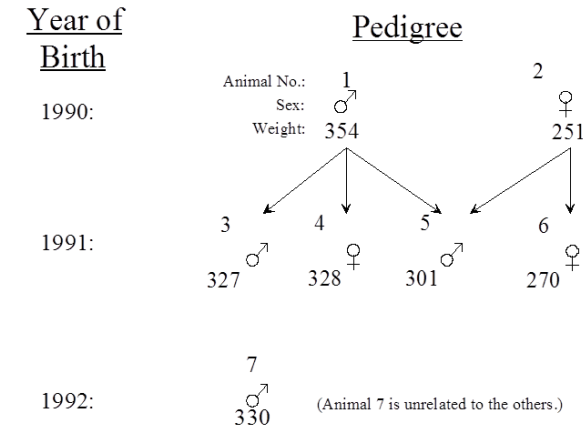 Year of
Birth
Pedigree
Animal No.: 1 2
Sex: ♂ ♀
1990:
Weight: 354 251
3 4 5 6
1991:
♂ ♀ ♂ ♀
327 328 301 270
7
♂
1992:
330
(Animal 7 is unrelated to the others.)